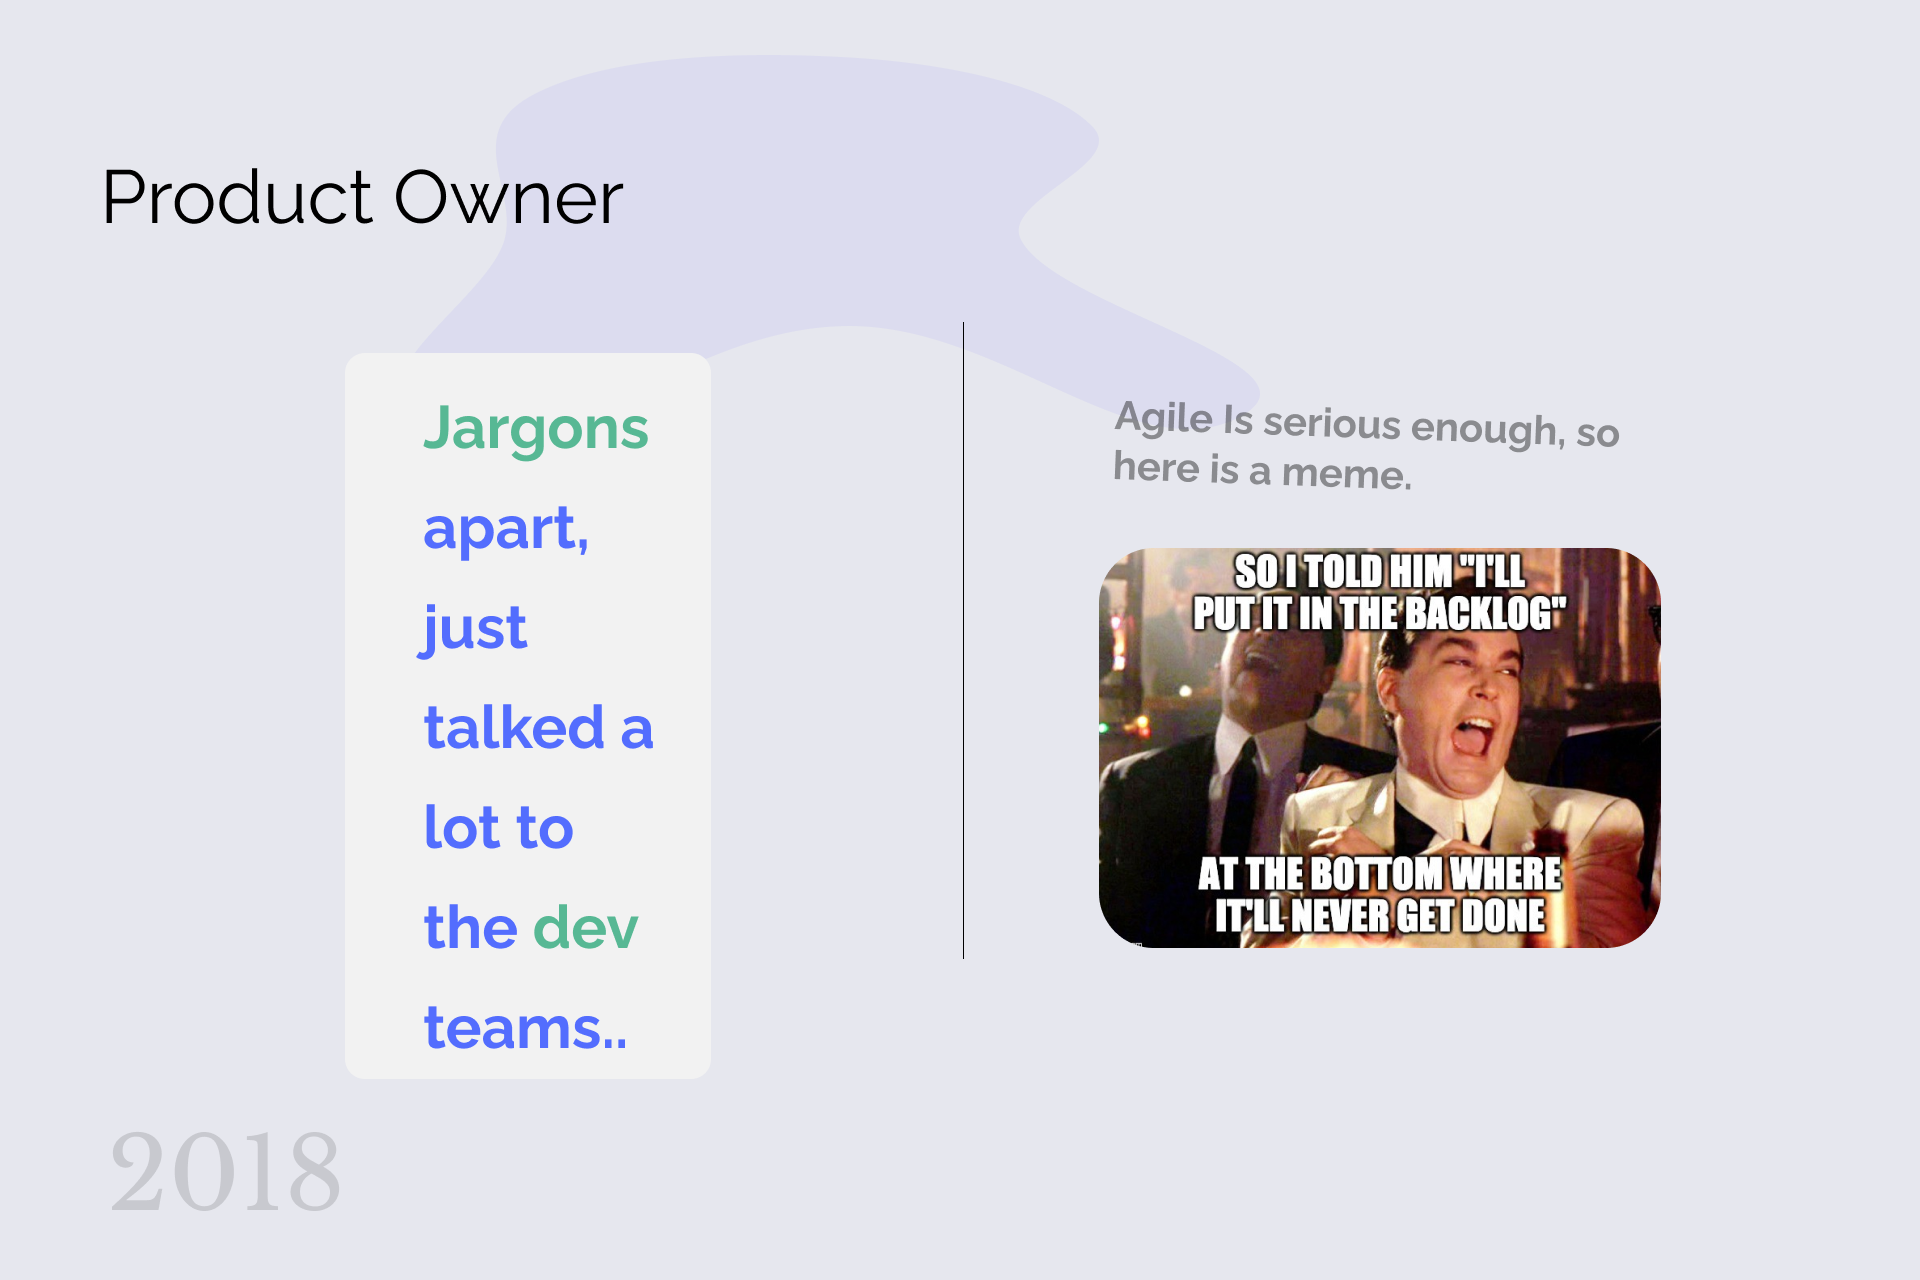 Product Owner
Jargons
apart,
just
talked a
lot to
the dev
teams..
Agile Is serious enough, so
here is a meme.
SO I TOLD HIM "I'LL
PUT IT IN THE BACKLOG"
AT THE BOTTOM WHERE
IT'LL NEVER GET DONE
2018